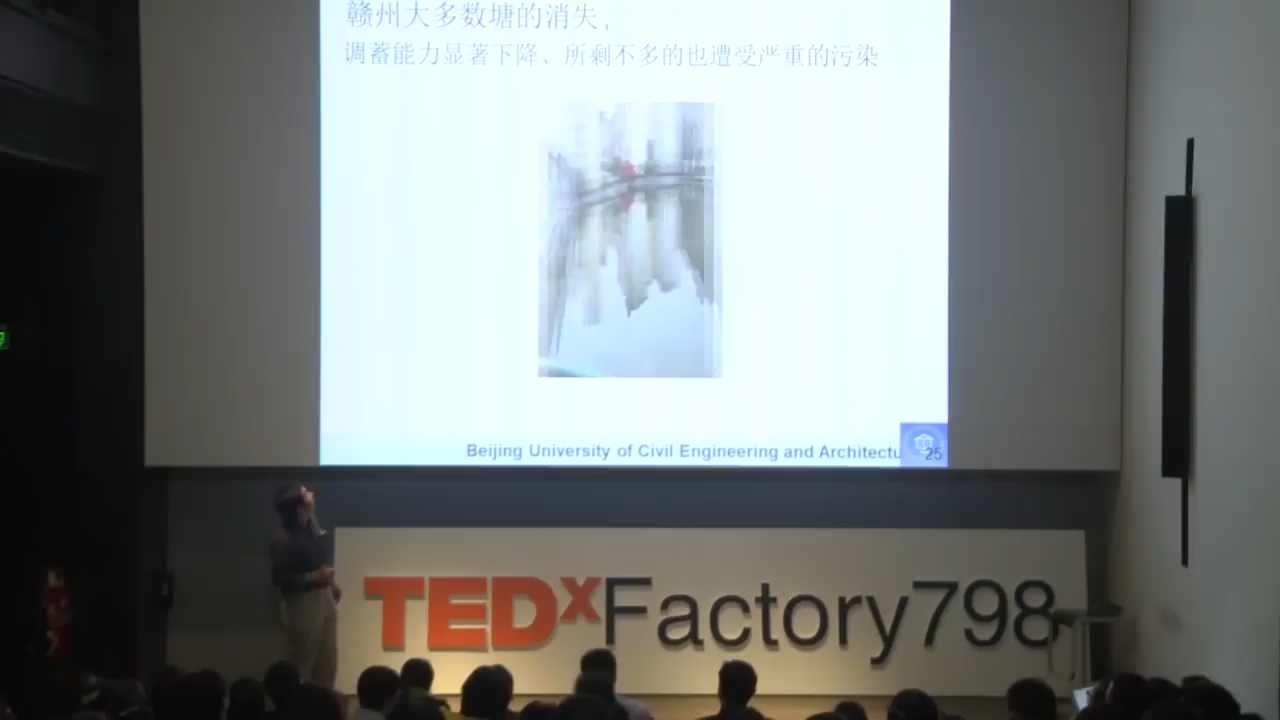 赣州大多数塘的消失，
调蓄能力显著下降、所剩不多的也遭受严重的污染
Beijing University of Civil Engineering and Architectu
25
TEDxFactory798